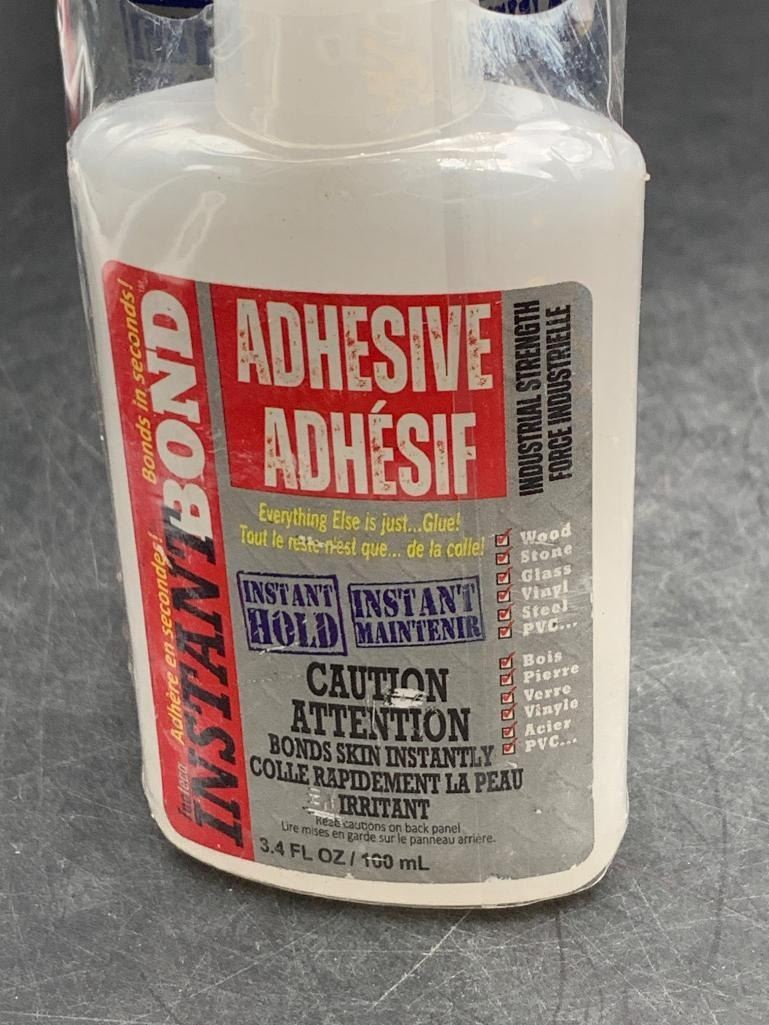 Adhère en secondes! Bonds in seconds!
INSTANT BOND
ADHESIVE
ADHÉSIF
INDUSTRIAL STRENGTH
FORCE INDUSTRIELLE
Everything Else is just...Glue!
Tout le reste n'est que... de la colle!
INSTANT
HOLD
INSTANT
MAINTENIR
Wood
Stone
Glass
Vinyl
Steel
PVC...
Bois
Pierre
Verre
Vinyle
Acier
PVC...
CAUTION
ATTENTION
BONDS SKIN INSTANTLY
COLLE RAPIDEMENT LA PEAU
IRRITANT
Read cautions on back panel
Lire mises en garde sur le panneau arrière.
3.4 FL OZ / 100 mL